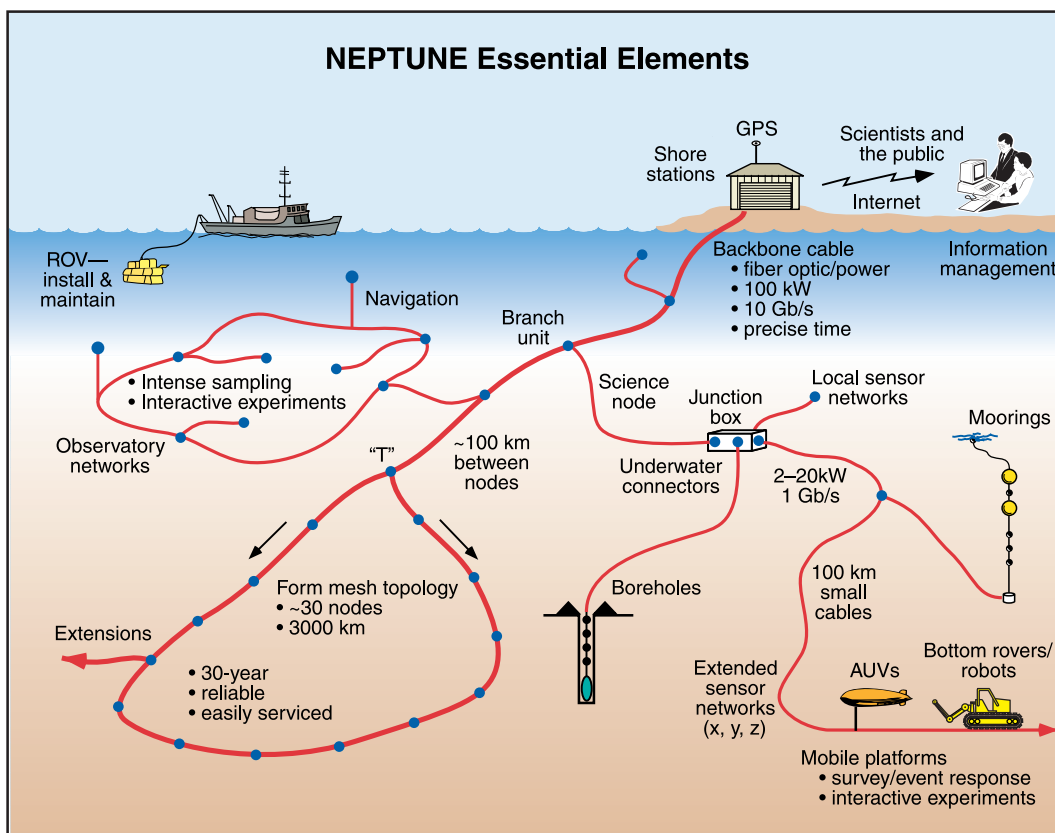 NEPTUNE Essential Elements
GPS
Shore
stations
Scientists and
the public
Internet
Information
management
ROV—
install &
maintain
Navigation
Backbone cable
• fiber optic/power
• 100 kW
• 10 Gb/s
• precise time
Branch
unit
• Intense sampling
• Interactive experiments
Observatory
networks
Science
node
Junction
box
Local sensor
networks
Moorings
"T"
~100 km
between
nodes
Underwater
connectors
2–20kW
1 Gb/s
Form mesh topology
• ~30 nodes
• 3000 km
Boreholes
100 km
small
cables
Extensions
• 30-year
• reliable
• easily serviced
Extended
sensor
networks
(x, y, z)
AUVs
Bottom rovers/
robots
Mobile platforms
• survey/event response
• interactive experiments